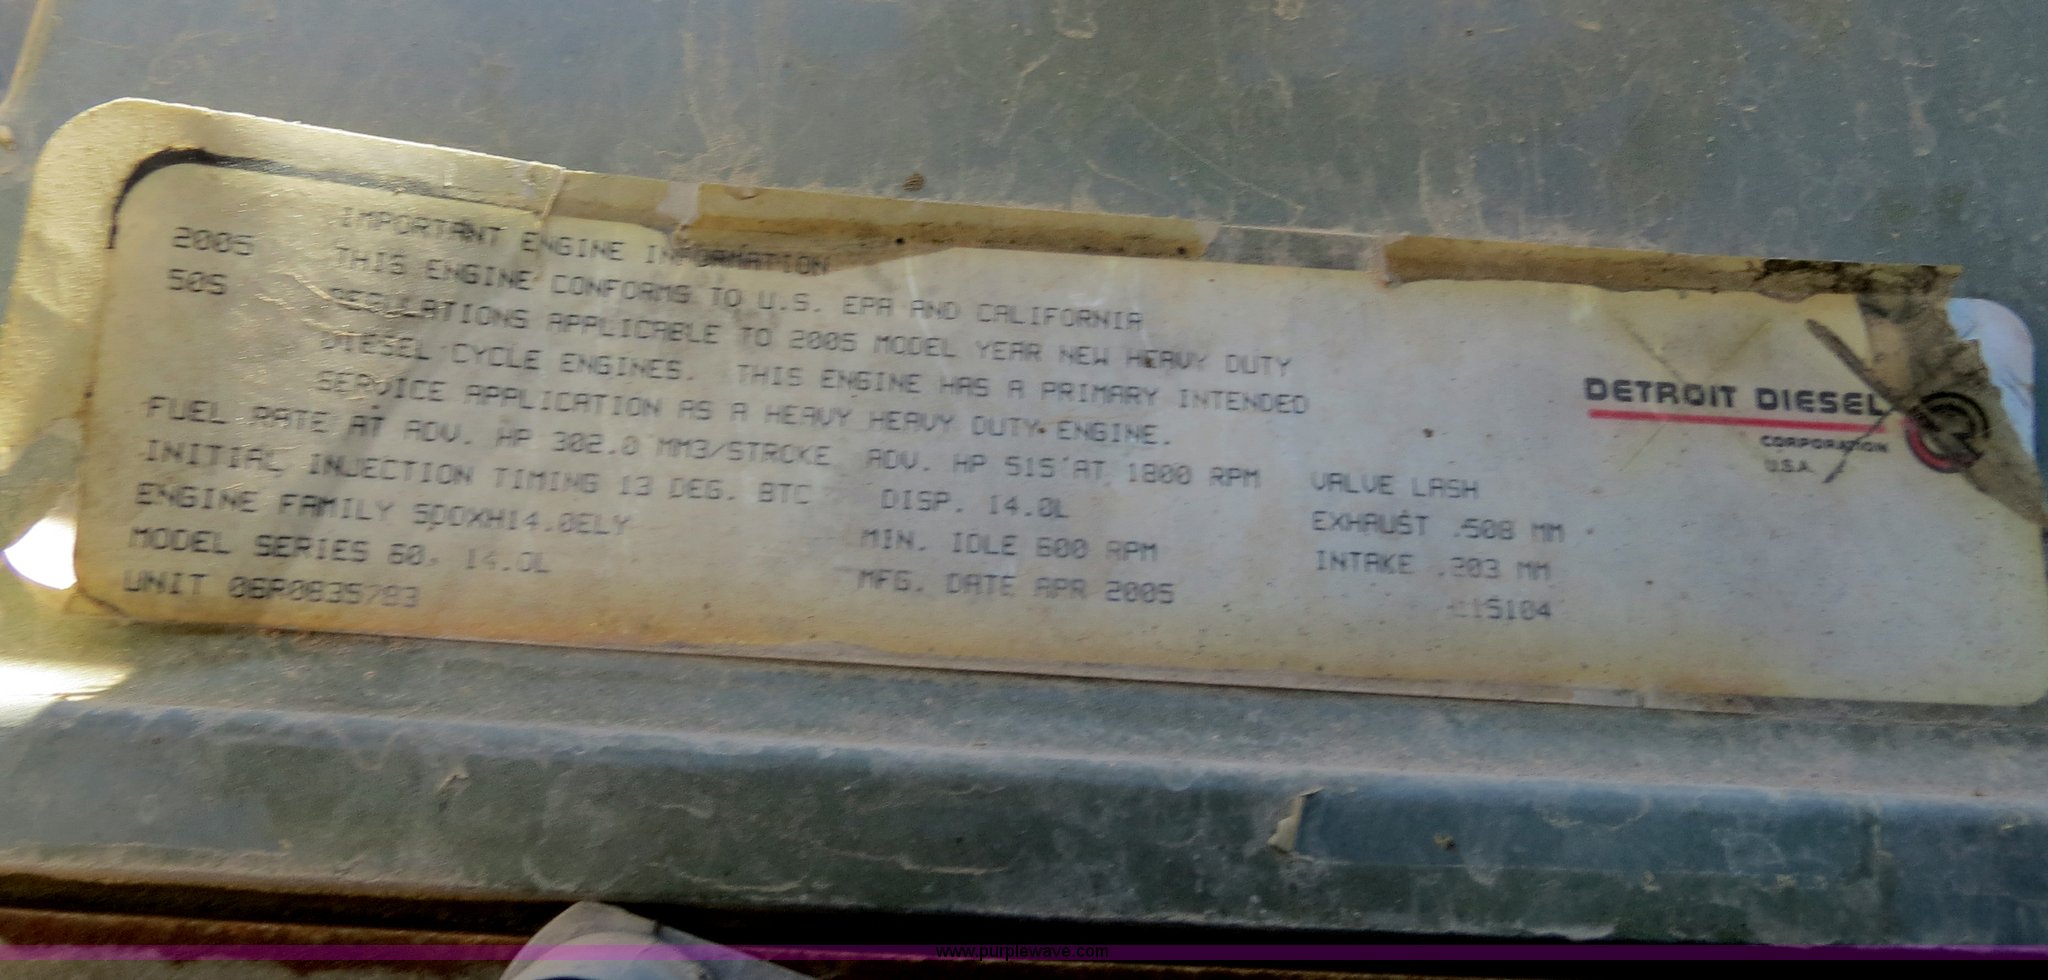 2005
50S
IMPORTANT ENGINE INFORMATION
THIS ENGINE CONFORMS TO U.S. EPA AND CALIFORNIA
REGULATIONS APPLICABLE TO 2005 MODEL YEAR NEW HEAVY DUTY
DIESEL CYCLE ENGINES. THIS ENGINE HAS A PRIMARY INTENDED
SERVICE APPLICATION AS A HEAVY HEAVY DUTY ENGINE.
FUEL RATE AT ADV. HP 302.0 MM3/STROKE ADV. HP 515 AT 1800 RPM
INITIAL INJECTION TIMING 13 DEG. BTC DISP. 14.0L
ENGINE FAMILY 5DDXH14.0ELY MIN. IDLE 600 RPM
MODEL SERIES 60, 14.0L MFG. DATE APR 2005
UNIT 06R0835783
VALVE LASH
EXHAUST .508 MM
INTAKE .203 MM
DETROIT DIESEL
CORPORATION
U.S.A.
www.purplewave.com